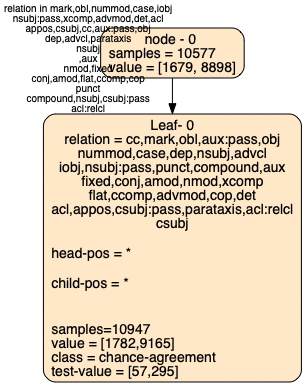 relation in mark,obl,nummod,cc,iobj
nsubj:pass,xcomp,advmod,det,acl
appos,csubj,cc,aux:pass,obj
dep,advcl,parataxis
nsubj
,aux
nmod,fixed
conj,amod,flat,ccomp,cop
punct
compound,nsubj,csubj:pass
acl:relcl
node - 0
samples = 10577
value = [1679, 8898]
Leaf- 0
relation = cc,mark,obl,aux:pass,obj
nummod,case,dep,nsubj,advcl
iobj,nsubj:pass,punct,compound,aux
fixed,conj,amod,nmod,xcomp
flat,ccomp,advmod,cop,det
acl,appos,csubj:pass,parataxis,acl:relcl
csubj
head-pos = *
child-pos = *
samples=10947
value = [1782,9165]
class = chance-agreement
test-value = [57,295]